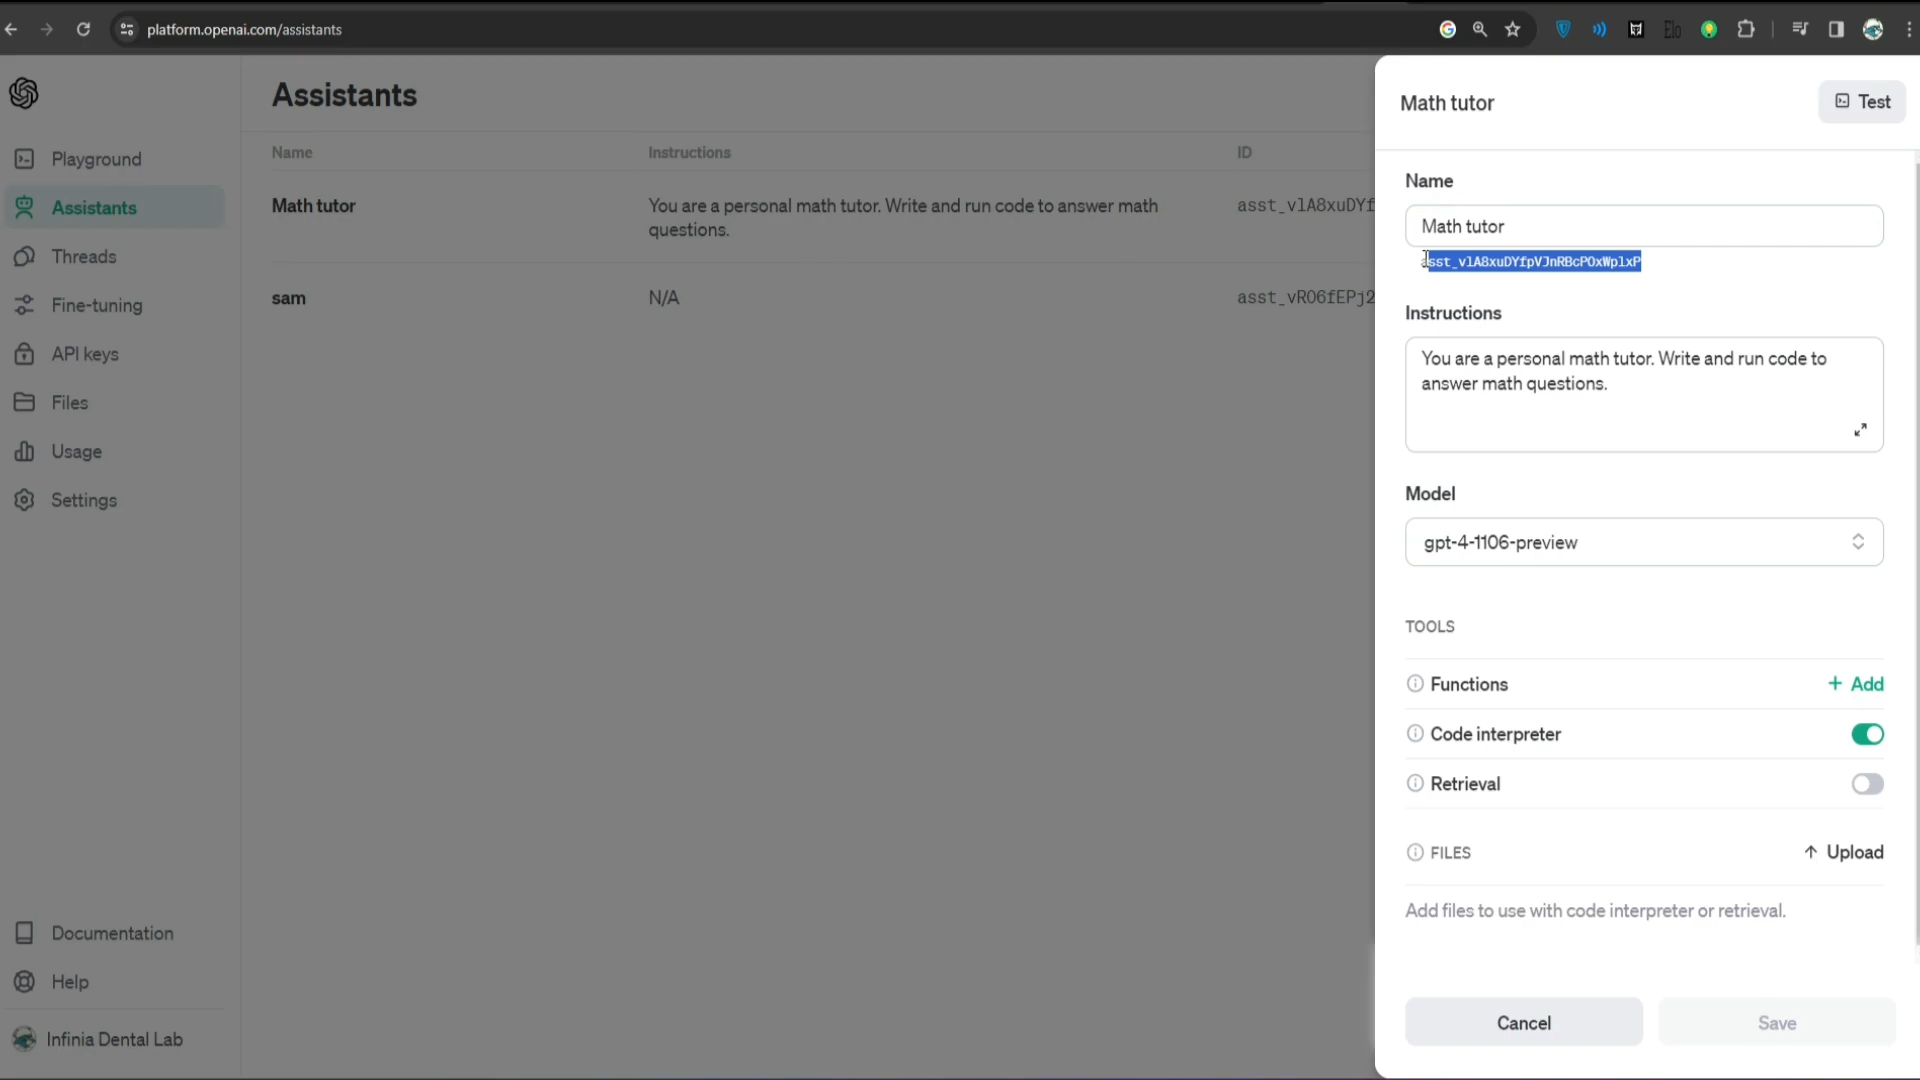 platform.openai.com/assistants
Elo
Playground
Assistants
Threads
Fine-tuning
API keys
Files
Usage
Settings
Documentation
Help
Infinia Dental Lab
Assistants
Name Instructions ID
Math tutor You are a personal math tutor. Write and run code to answer math asst_vlA8xuDYf
questions.
sam N/A asst_vRO6fEPj2
Math tutor Test
Name
Math tutor
asst_vlA8xuDYfpVJnRBcPOxWplxP
Instructions
You are a personal math tutor. Write and run code to
answer math questions.
Model
gpt-4-1106-preview
TOOLS
Functions + Add
Code interpreter
Retrieval
FILES Upload
Add files to use with code interpreter or retrieval.
Cancel Save